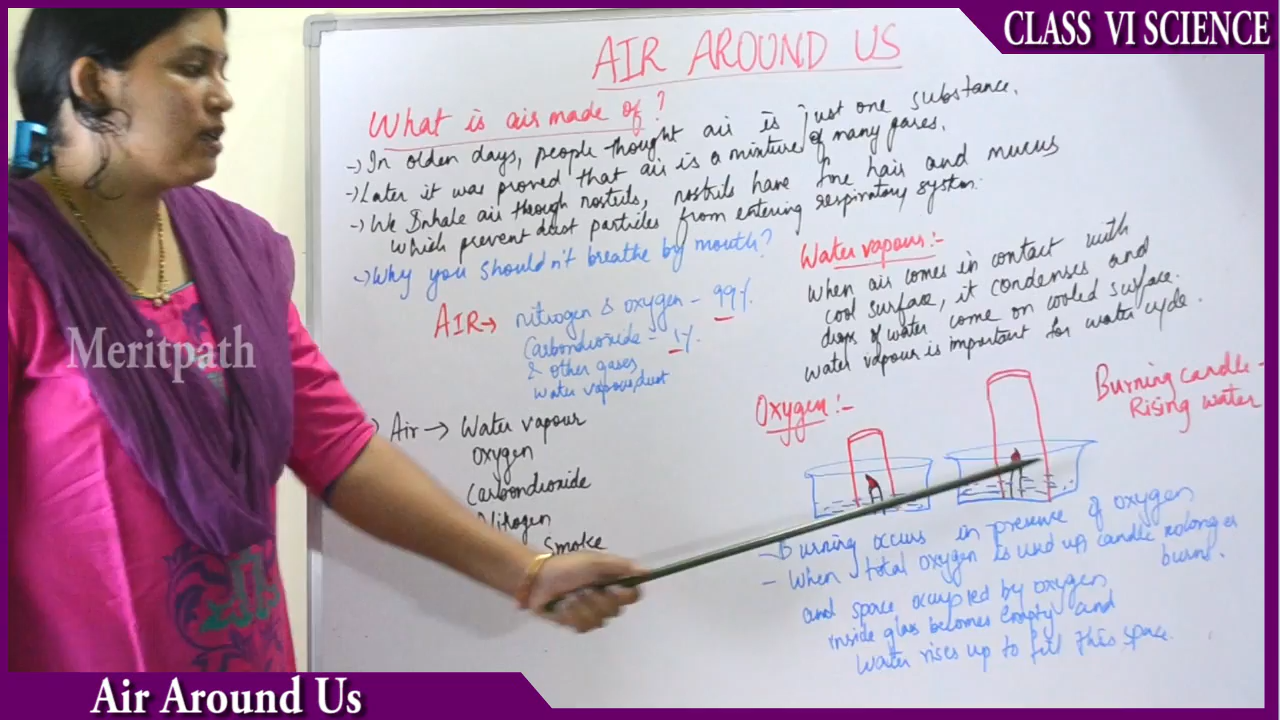 CLASS VI SCIENCE
AIR AROUND US
What is air made of?
-) In olden days, people thought air is just one substance.
-) Later it was proved that air is a mixture of many gases.
-) We Inhale air through nostrils, nostrils have fine hair and mucus
which prevent dust particles from entering respiratory system.
-) Why you shouldn't breathe by mouth?
AIR → nitrogen & oxygen - 99%.
Carbondioxide - 1%.
& other gases
water vapour, dust
Air → Water vapour
oxygen
Carbondioxide
Nitrogen
smoke
Water vapour:-
When air comes in contact with
cool surface, it condenses and
drops of water come on cooled surface.
water vapour is important for water cycle.
Oxygen:-
Burning candle -
Rising water
- Burning occurs in presence of oxygen
- When total oxygen is used up, candle no longer
burns.
and space occupied by oxygen
inside glass becomes empty and
water rises up to fill this space.
Meritpath
Air Around Us